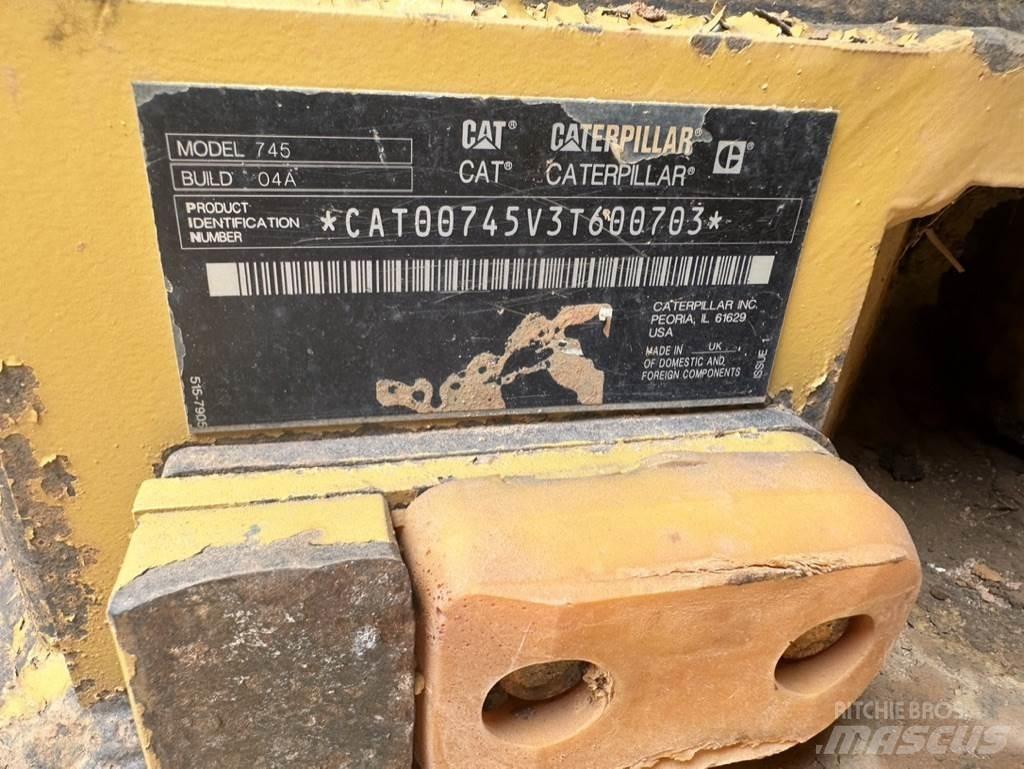 MODEL 745
BUILD 04A
CAT® CATERPILLAR®
CAT® CATERPILLAR®
PRODUCT
IDENTIFICATION
NUMBER
*CAT00745V3T600703*
CATERPILLAR INC.
PEORIA, IL 61629
USA
MADE IN UK
OF DOMESTIC AND
FOREIGN COMPONENTS
ISSUE 1
515-7905
RITCHIE BROS
MASCUS